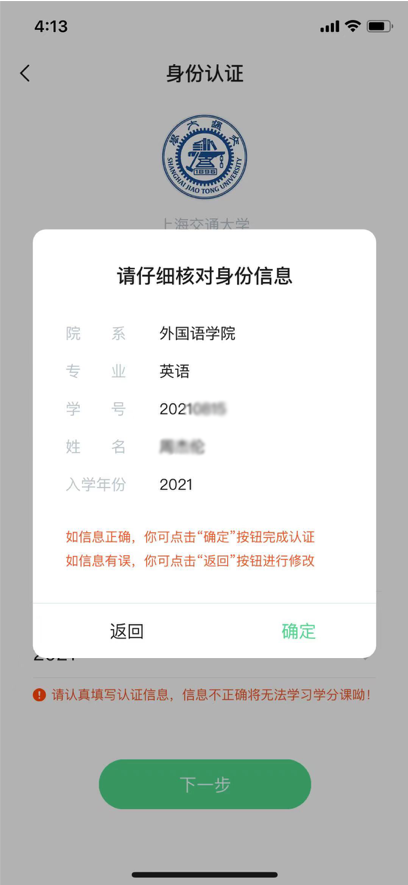 4:13
身份认证
SHANGHAI JIAO TONG UNIVERSITY
1896
上海交通大学
请仔细核对身份信息
院 系 外国语学院
专 业 英语
学 号 2021
姓 名
入学年份 2021
如信息正确，你可点击“确定”按钮完成认证
如信息有误，你可点击“返回”按钮进行修改
返回 确定
请认真填写认证信息，信息不正确将无法学习学分课呦！
下一步